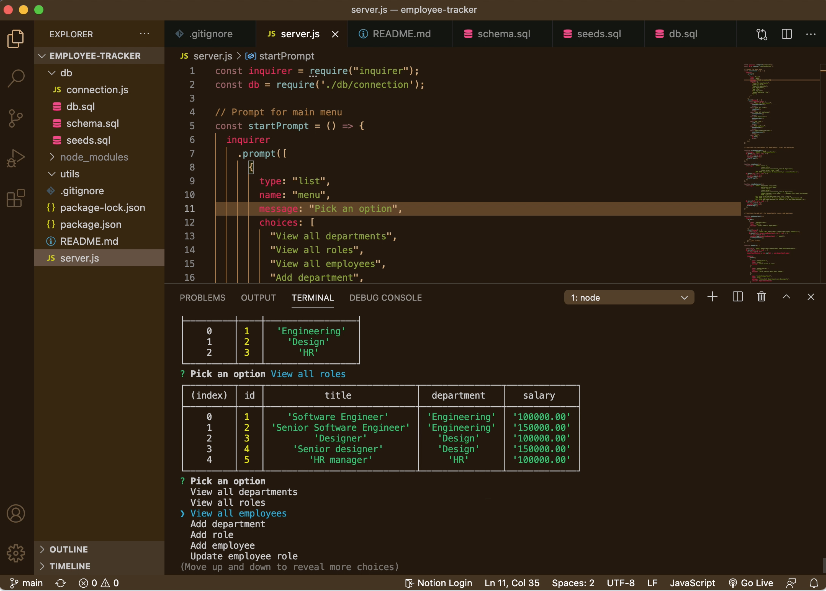 server.js — employee-tracker
EXPLORER
···
.gitignore
JS server.js ×
README.md
schema.sql
seeds.sql
db.sql
···
EMPLOYEE-TRACKER
db
JS connection.js
db.sql
schema.sql
seeds.sql
node_modules
utils
.gitignore
{} package-lock.json
{} package.json
README.md
JS server.js
OUTLINE
TIMELINE
JS server.js > startPrompt
1 const inquirer = require("inquirer");
2 const db = require('./db/connection');
3
4 // Prompt for main menu
5 const startPrompt = () => {
6 inquirer
7 .prompt([
8 {
9 type: "list",
10 name: "menu",
11 message: "Pick an option",
12 choices: [
13 "View all departments",
14 "View all roles",
15 "View all employees",
16 "Add department",
PROBLEMS OUTPUT TERMINAL DEBUG CONSOLE
1: node
0 1 'Engineering'
1 2 'Design'
2 3 'HR'
? Pick an option View all roles
(index) id title department salary
0 1 'Software Engineer' 'Engineering' '100000.00'
1 2 'Senior Software Engineer' 'Engineering' '150000.00'
2 3 'Designer' 'Design' '100000.00'
3 4 'Senior designer' 'Design' '150000.00'
4 5 'HR manager' 'HR' '100000.00'
? Pick an option
View all departments
View all roles
❯ View all employees
Add department
Add role
Add employee
Update employee role
(Move up and down to reveal more choices)
main
0 0
Notion Login
Ln 11, Col 35
Spaces: 2
UTF-8
LF
JavaScript
Go Live